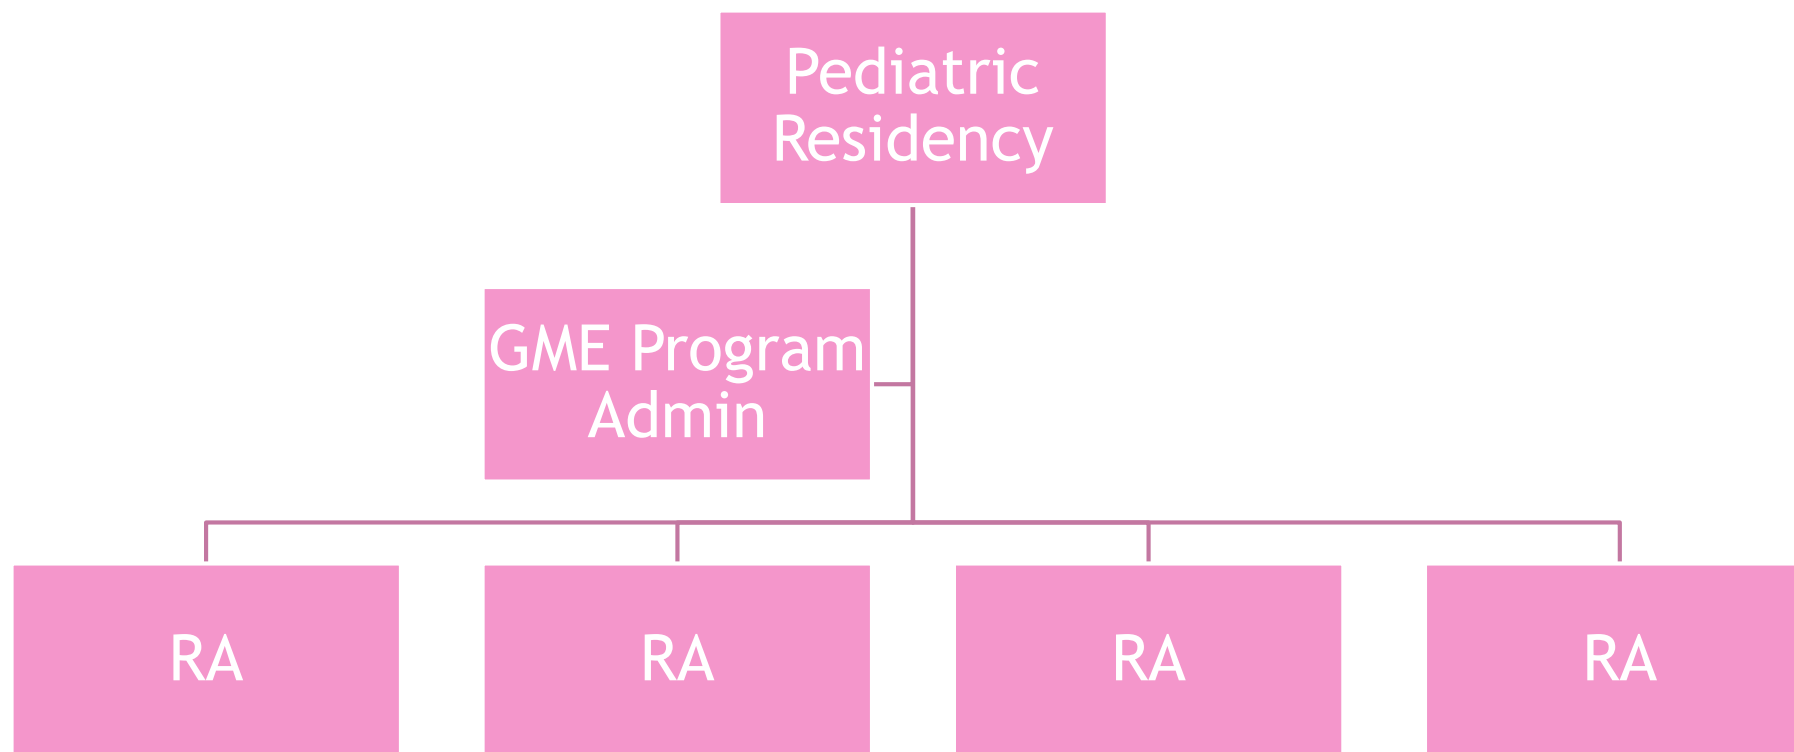 Pediatric
Residency
GME Program
Admin
RA
RA
RA
RA